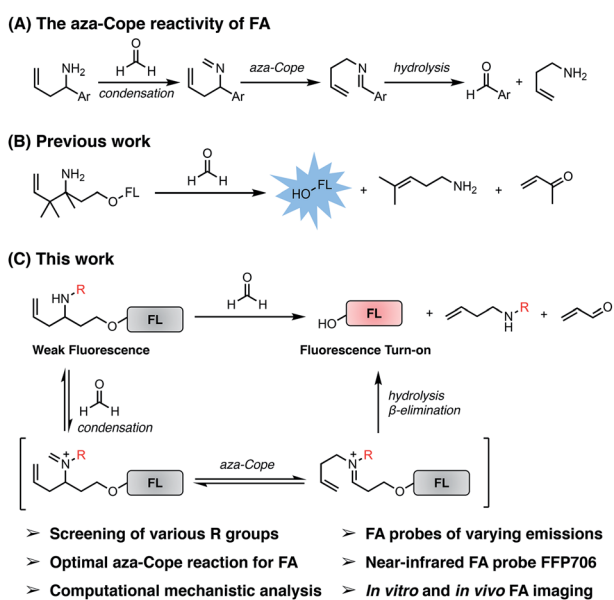 (A) The aza-Cope reactivity of FA
NH2
Ar
O
H H
condensation
N
Ar
aza-Cope
N
Ar
hydrolysis
O
H Ar
+
NH2
(B) Previous work
NH2
O FL
O
H H
HO FL
+
NH2
+
O
(C) This work
HN R
O FL
Weak Fluorescence
O
H H
HO FL
Fluorescence Turn-on
+
N R
H
+
O
O
H H
condensation
hydrolysis
β-elimination
+
N R
O FL
aza-Cope
+
N R
O FL
➢ Screening of various R groups
➢ Optimal aza-Cope reaction for FA
➢ Computational mechanistic analysis
➢ FA probes of varying emissions
➢ Near-infrared FA probe FFP706
➢ In vitro and in vivo FA imaging